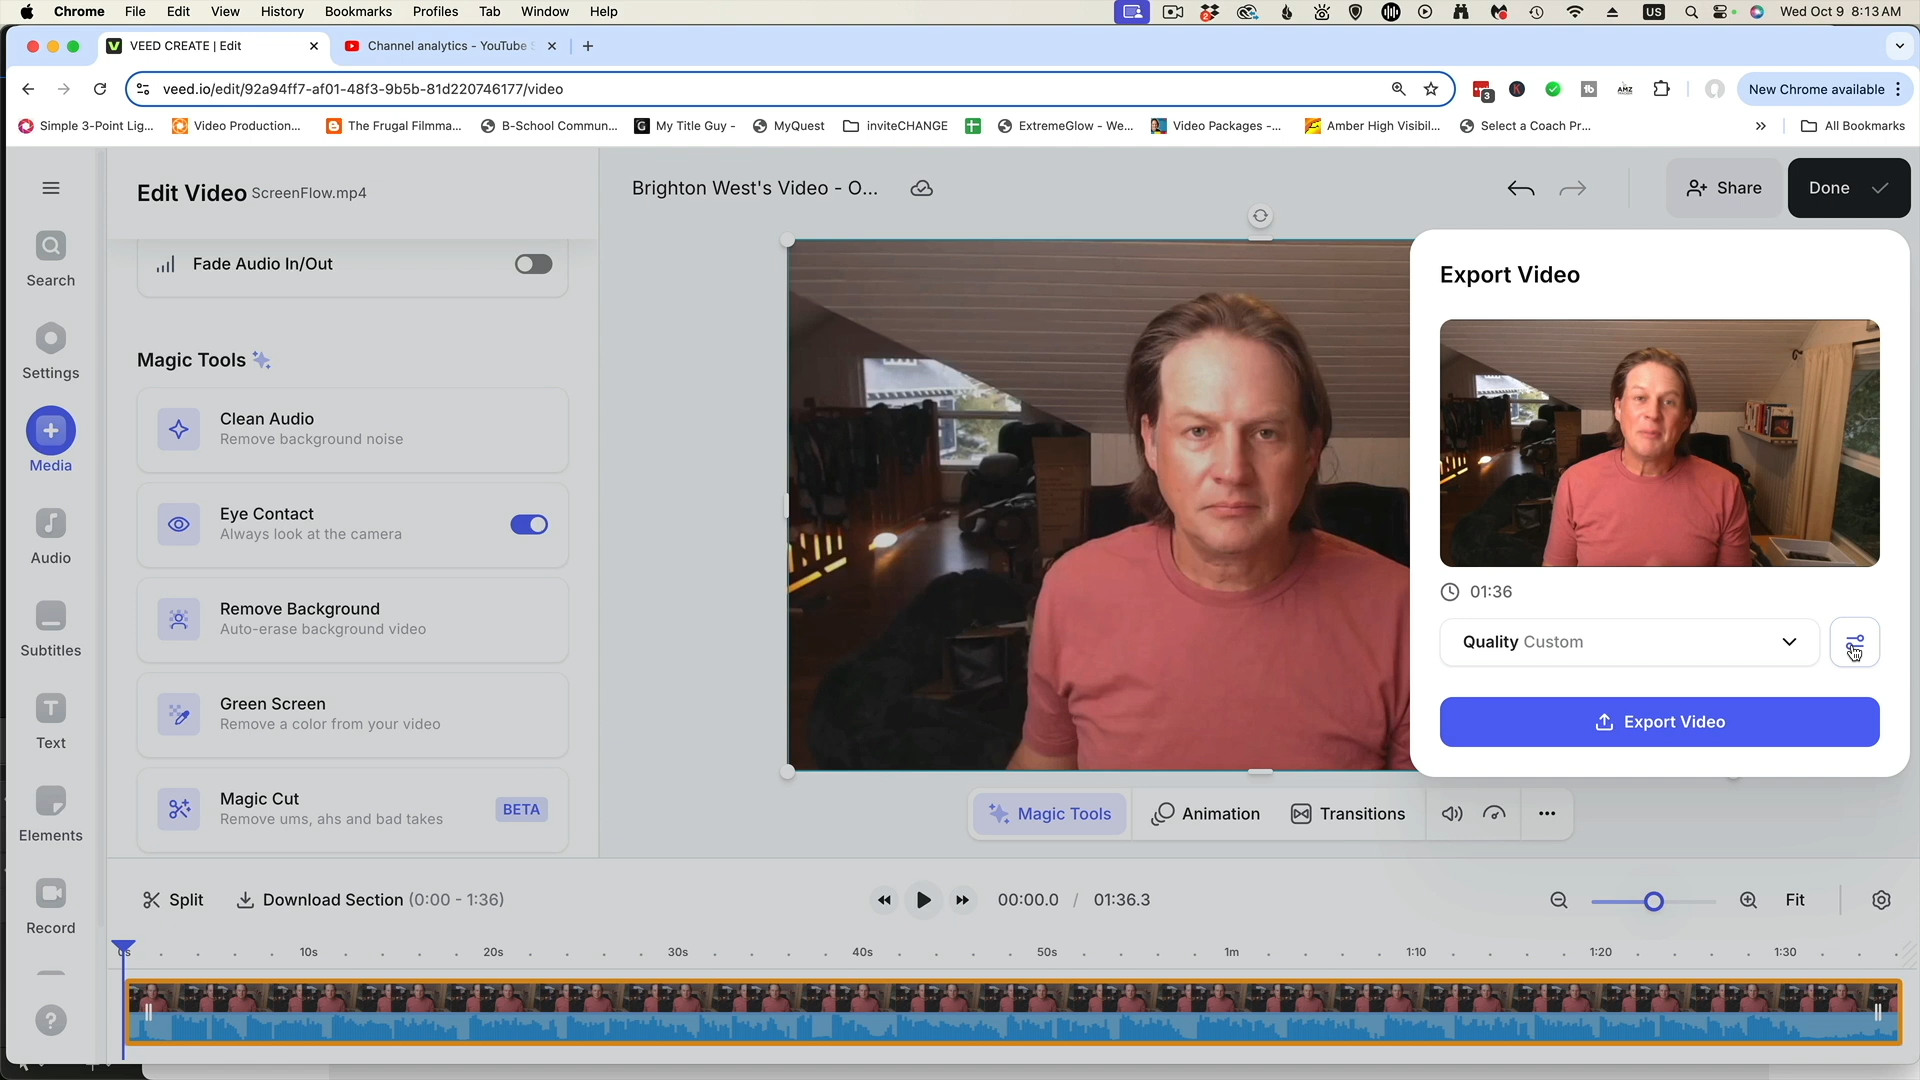 Chrome File Edit View History Bookmarks Profiles Tab Window Help US Wed Oct 9 8:13 AM
VEED CREATE | Edit Channel analytics - YouTube
veed.io/edit/92a94ff7-af01-48f3-9b5b-81d220746177/video 3 K tb AMZ New Chrome available
Simple 3-Point Lig... Video Production... The Frugal Filmma... B-School Commun... My Title Guy - MyQuest inviteCHANGE ExtremeGlow - We... Video Packages -... Amber High Visibil... Select a Coach Pr... » All Bookmarks
Edit Video ScreenFlow.mp4
Brighton West's Video - O...
Share
Done
Search
Settings
Media
Audio
Subtitles
Text
Elements
Record
Fade Audio In/Out
Magic Tools
Clean Audio
Remove background noise
Eye Contact
Always look at the camera
Remove Background
Auto-erase background video
Green Screen
Remove a color from your video
Magic Cut
Remove ums, ahs and bad takes
BETA
Export Video
01:36
Quality Custom
Export Video
Magic Tools Animation Transitions
Split Download Section (0:00 - 1:36) 00:00.0 / 01:36.3 Fit
10s 20s 30s 40s 50s 1m 1:10 1:20 1:30